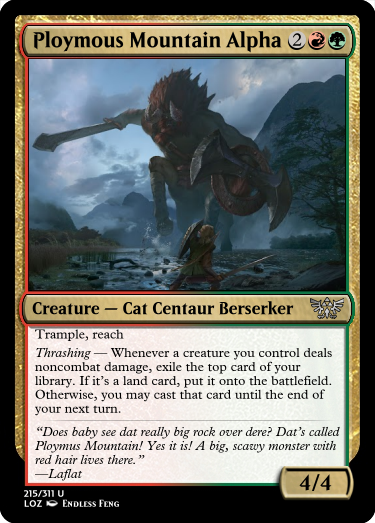 Ploymous Mountain Alpha 2
Creature — Cat Centaur Berserker
Trample, reach
Thrashing — Whenever a creature you control deals
noncombat damage, exile the top card of your
library. If it's a land card, put it onto the battlefield.
Otherwise, you may cast that card until the end of
your next turn.
“Does baby see dat really big rock over dere? Dat's called
Ploymus Mountain! Yes it is! A big, scawy monster with
red hair lives there.”
—Laflat
4/4
215/311 U
LOZ Endless Feng